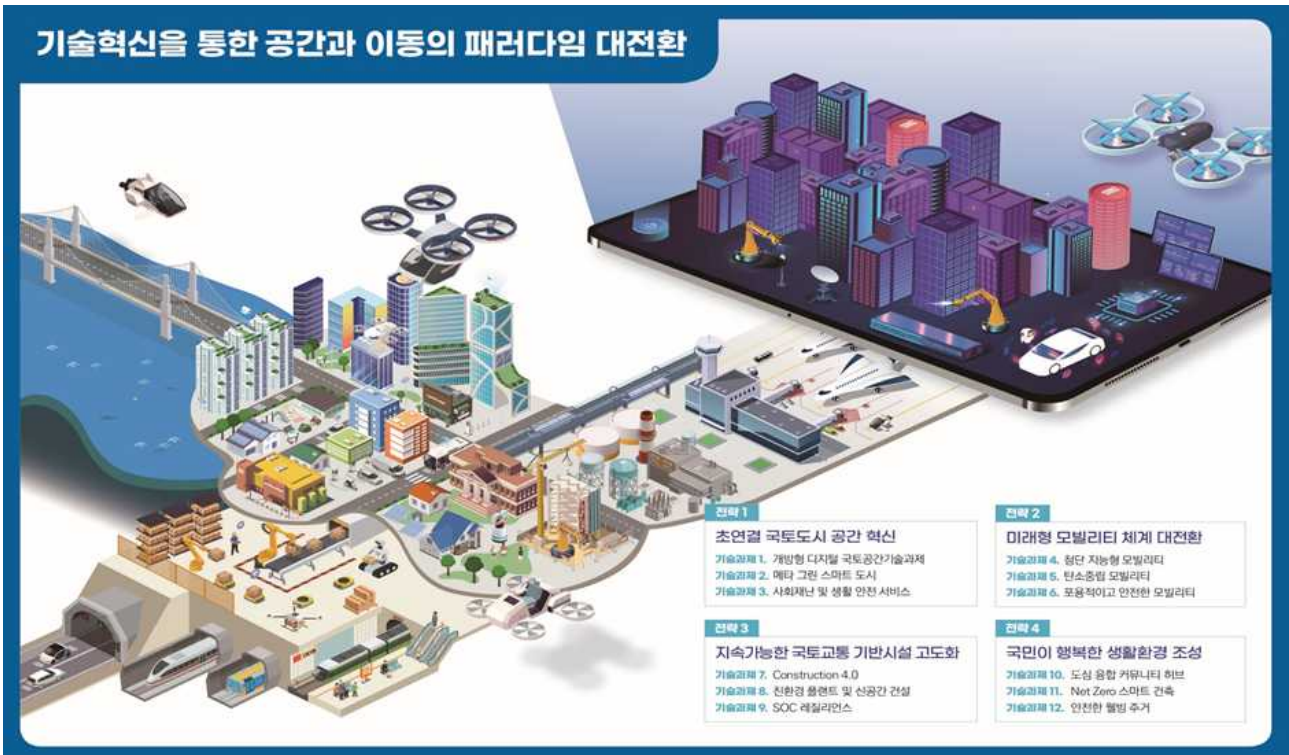 기술혁신을 통한 공간과 이동의 패러다임 대전환
전략 1
초연결 국토도시 공간 혁신
기술과제 1. 개방형 디지털 국토공간기술과제
기술과제 2. 메타 그린 스마트 도시
기술과제 3. 사회재난 및 생활 안전 서비스
전략 2
미래형 모빌리티 체계 대전환
기술과제 4. 첨단 지능형 모빌리티
기술과제 5. 탄소중립 모빌리티
기술과제 6. 포용적이고 안전한 모빌리티
전략 3
지속가능한 국토교통 기반시설 고도화
기술과제 7. Construction 4.0
기술과제 8. 친환경 플랜트 및 신공간 건설
기술과제 9. SOC 레질리언스
전략 4
국민이 행복한 생활환경 조성
기술과제 10. 도심 융합 커뮤니티 허브
기술과제 11. Net Zero 스마트 건축
기술과제 12. 안전한 웰빙 주거